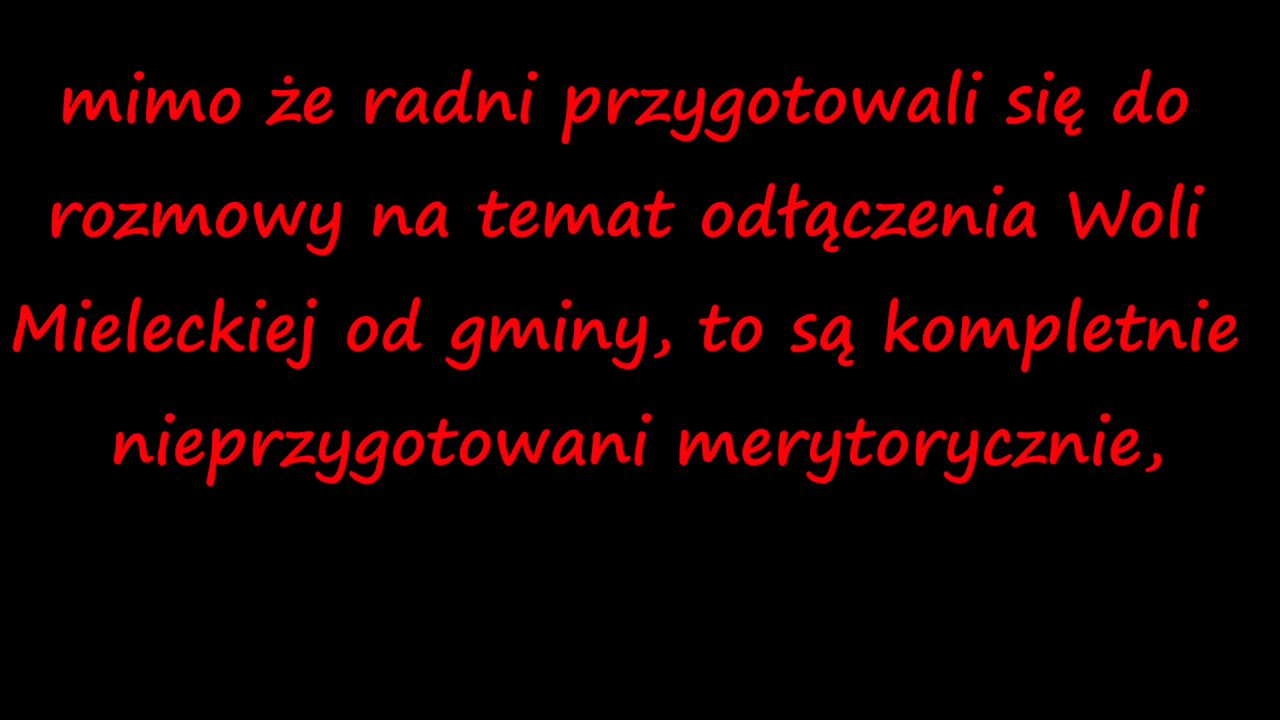 mimo że radni przygotowali się do
rozmowy na temat odłączenia Woli
Mieleckiej od gminy, to są kompletnie
nieprzygotowani merytorycznie,